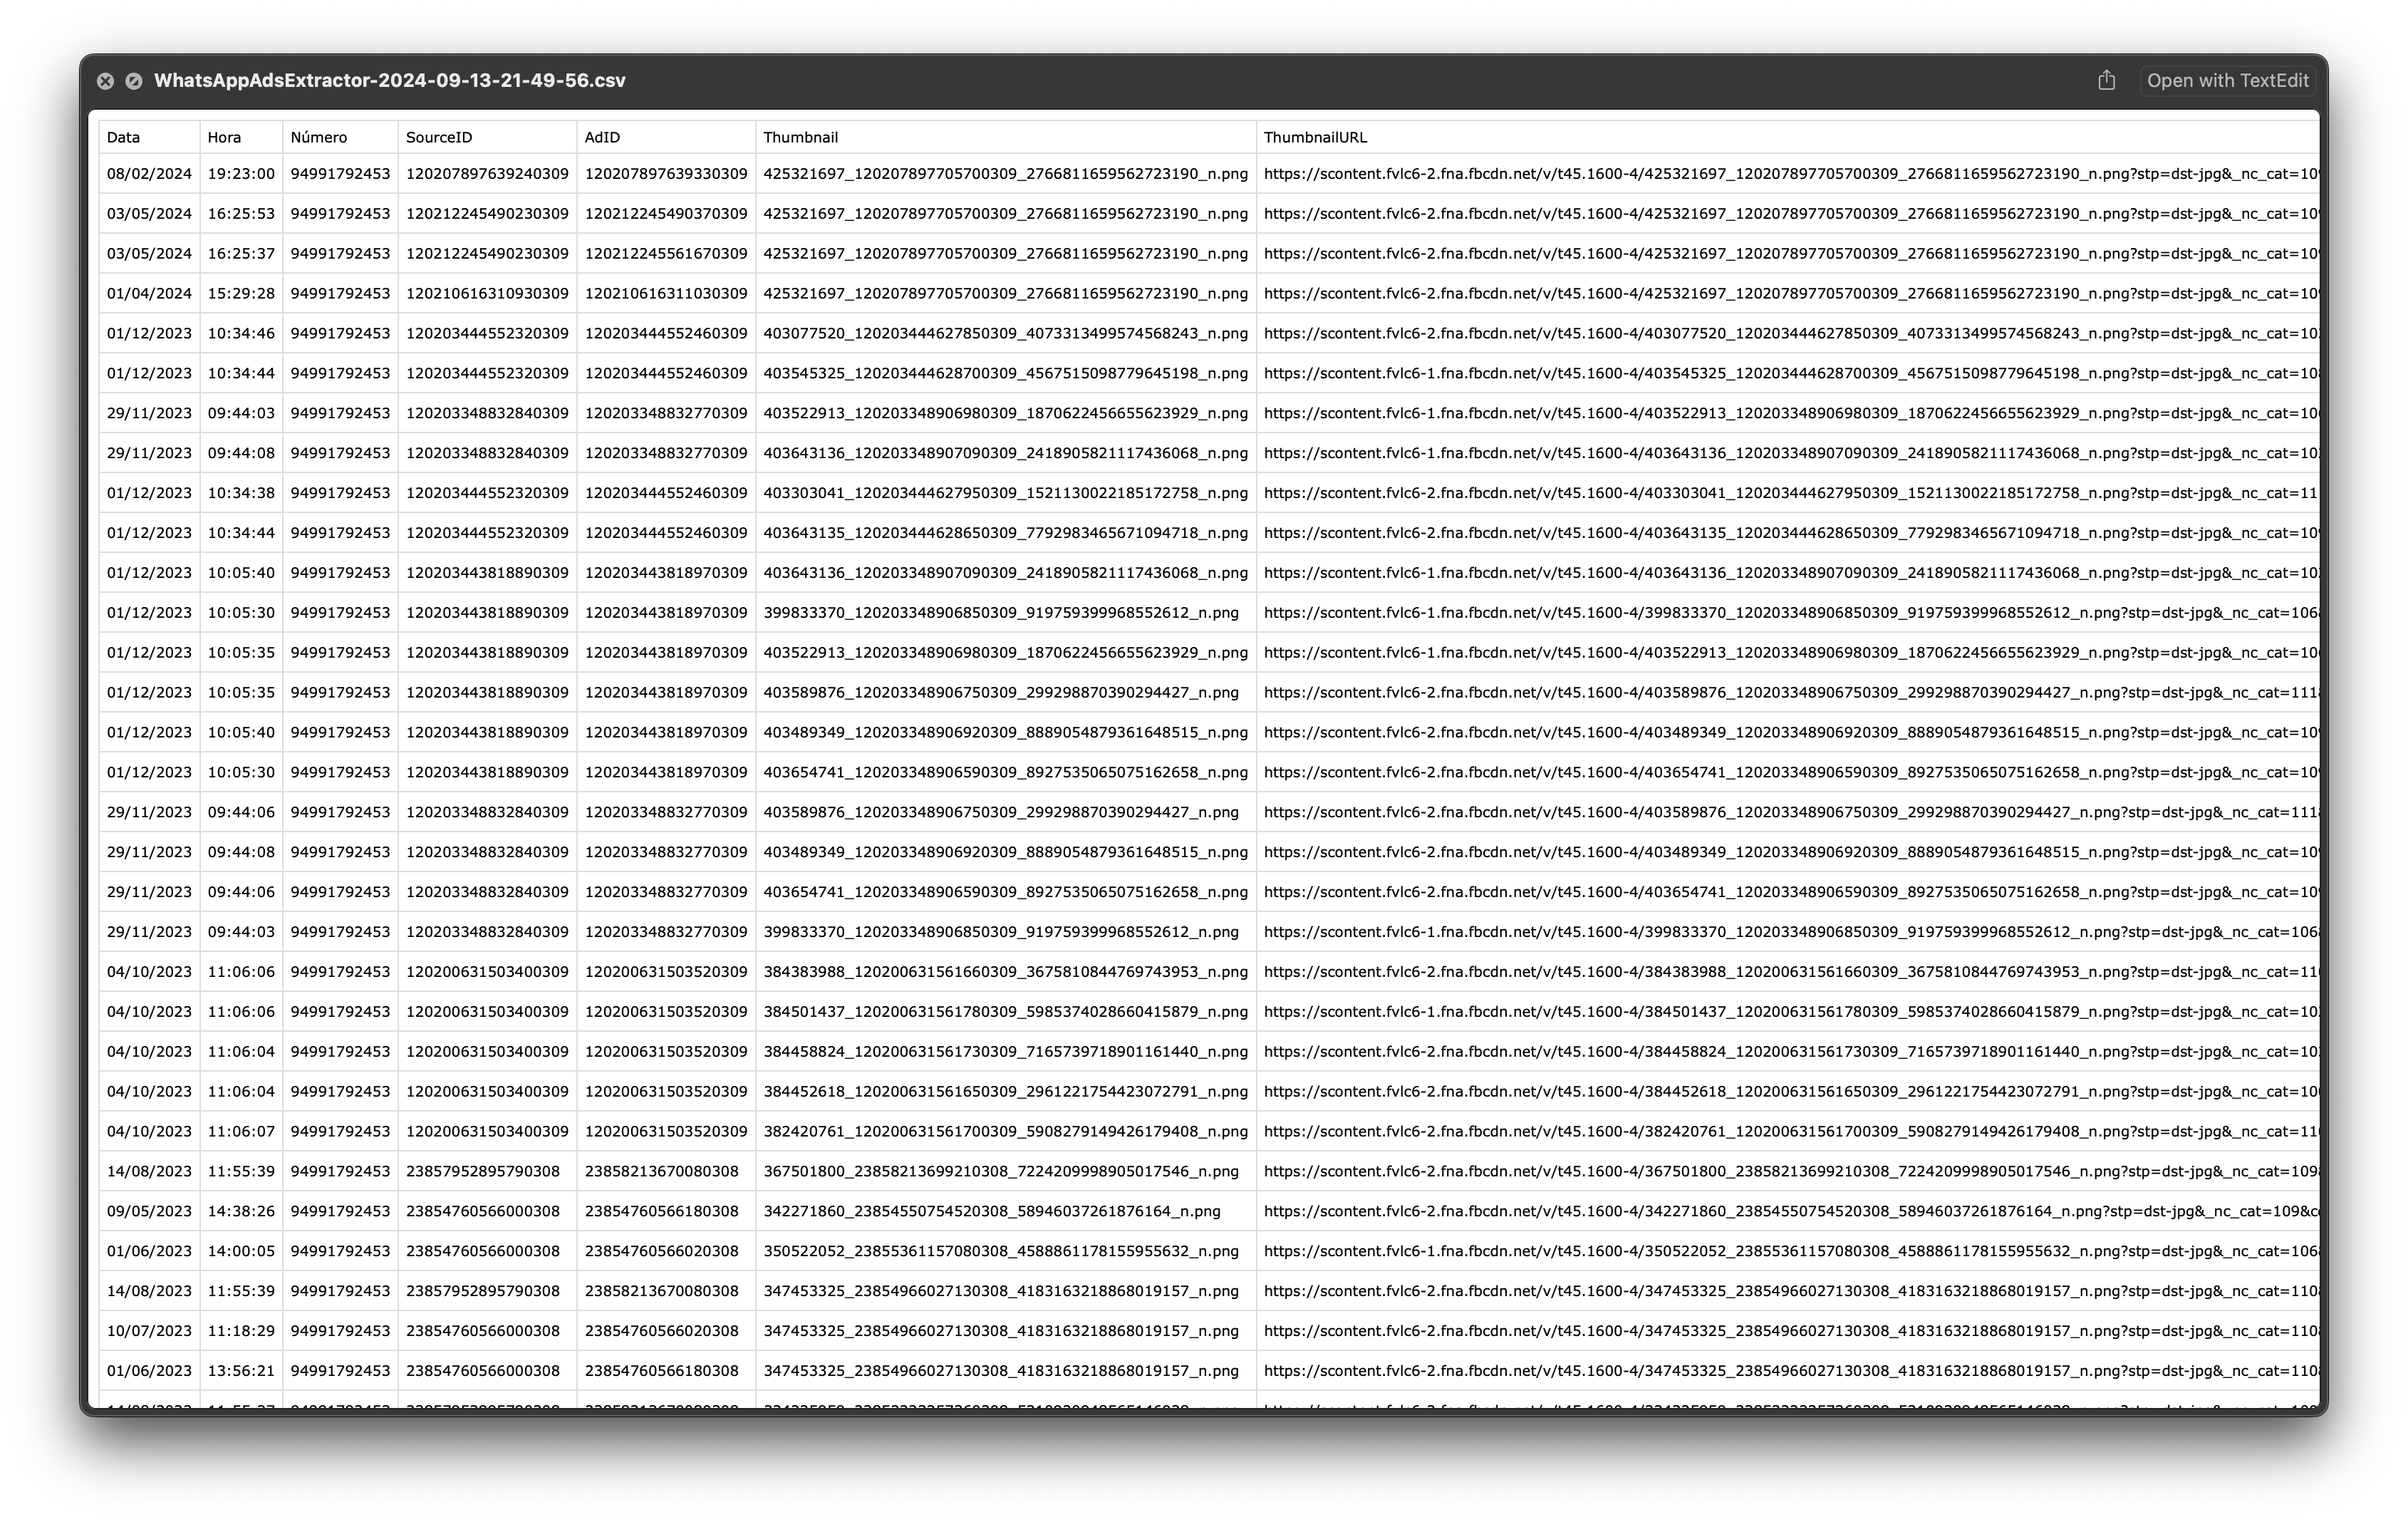 WhatsAppAdsExtractor-2024-09-13-21-49-56.csv Open with TextEdit
Data Hora Número SourceID AdID Thumbnail ThumbnailURL
08/02/2024 19:23:00 94991792453 120207897639240309 120207897639330309 425321697_120207897705700309_2766811659562723190_n.png https://scontent.fvlc6-2.fna.fbcdn.net/v/t45.1600-4/425321697_120207897705700309_2766811659562723190_n.png?stp=dst-jpg&_nc_cat=109
03/05/2024 16:25:53 94991792453 120212245490230309 120212245490370309 425321697_120207897705700309_2766811659562723190_n.png https://scontent.fvlc6-2.fna.fbcdn.net/v/t45.1600-4/425321697_120207897705700309_2766811659562723190_n.png?stp=dst-jpg&_nc_cat=109
03/05/2024 16:25:37 94991792453 120212245490230309 120212245561670309 425321697_120207897705700309_2766811659562723190_n.png https://scontent.fvlc6-2.fna.fbcdn.net/v/t45.1600-4/425321697_120207897705700309_2766811659562723190_n.png?stp=dst-jpg&_nc_cat=109
01/04/2024 15:29:28 94991792453 120210616310930309 120210616311030309 425321697_120207897705700309_2766811659562723190_n.png https://scontent.fvlc6-2.fna.fbcdn.net/v/t45.1600-4/425321697_120207897705700309_2766811659562723190_n.png?stp=dst-jpg&_nc_cat=109
01/12/2023 10:34:46 94991792453 120203444552320309 120203444552460309 403077520_120203444627850309_4073313499574568243_n.png https://scontent.fvlc6-2.fna.fbcdn.net/v/t45.1600-4/403077520_120203444627850309_4073313499574568243_n.png?stp=dst-jpg&_nc_cat=10
01/12/2023 10:34:44 94991792453 120203444552320309 120203444552460309 403545325_120203444628700309_4567515098779645198_n.png https://scontent.fvlc6-1.fna.fbcdn.net/v/t45.1600-4/403545325_120203444628700309_4567515098779645198_n.png?stp=dst-jpg&_nc_cat=10
29/11/2023 09:44:03 94991792453 120203348832840309 120203348832770309 403522913_120203348906980309_1870622456655623929_n.png https://scontent.fvlc6-1.fna.fbcdn.net/v/t45.1600-4/403522913_120203348906980309_1870622456655623929_n.png?stp=dst-jpg&_nc_cat=10
29/11/2023 09:44:08 94991792453 120203348832840309 120203348832770309 403643136_120203348907090309_2418905821117436068_n.png https://scontent.fvlc6-1.fna.fbcdn.net/v/t45.1600-4/403643136_120203348907090309_2418905821117436068_n.png?stp=dst-jpg&_nc_cat=10
01/12/2023 10:34:38 94991792453 120203444552320309 120203444552460309 403303041_120203444627950309_1521130022185172758_n.png https://scontent.fvlc6-2.fna.fbcdn.net/v/t45.1600-4/403303041_120203444627950309_1521130022185172758_n.png?stp=dst-jpg&_nc_cat=11
01/12/2023 10:34:44 94991792453 120203444552320309 120203444552460309 403643135_120203444628650309_7792983465671094718_n.png https://scontent.fvlc6-2.fna.fbcdn.net/v/t45.1600-4/403643135_120203444628650309_7792983465671094718_n.png?stp=dst-jpg&_nc_cat=10
01/12/2023 10:05:40 94991792453 120203443818890309 120203443818970309 403643136_120203348907090309_2418905821117436068_n.png https://scontent.fvlc6-1.fna.fbcdn.net/v/t45.1600-4/403643136_120203348907090309_2418905821117436068_n.png?stp=dst-jpg&_nc_cat=10
01/12/2023 10:05:30 94991792453 120203443818890309 120203443818970309 399833370_120203348906850309_919759399968552612_n.png https://scontent.fvlc6-1.fna.fbcdn.net/v/t45.1600-4/399833370_120203348906850309_919759399968552612_n.png?stp=dst-jpg&_nc_cat=106
01/12/2023 10:05:35 94991792453 120203443818890309 120203443818970309 403522913_120203348906980309_1870622456655623929_n.png https://scontent.fvlc6-1.fna.fbcdn.net/v/t45.1600-4/403522913_120203348906980309_1870622456655623929_n.png?stp=dst-jpg&_nc_cat=10
01/12/2023 10:05:35 94991792453 120203443818890309 120203443818970309 403589876_120203348906750309_299298870390294427_n.png https://scontent.fvlc6-2.fna.fbcdn.net/v/t45.1600-4/403589876_120203348906750309_299298870390294427_n.png?stp=dst-jpg&_nc_cat=111
01/12/2023 10:05:40 94991792453 120203443818890309 120203443818970309 403489349_120203348906920309_8889054879361648515_n.png https://scontent.fvlc6-2.fna.fbcdn.net/v/t45.1600-4/403489349_120203348906920309_8889054879361648515_n.png?stp=dst-jpg&_nc_cat=10
01/12/2023 10:05:30 94991792453 120203443818890309 120203443818970309 403654741_120203348906590309_8927535065075162658_n.png https://scontent.fvlc6-2.fna.fbcdn.net/v/t45.1600-4/403654741_120203348906590309_8927535065075162658_n.png?stp=dst-jpg&_nc_cat=10
29/11/2023 09:44:06 94991792453 120203348832840309 120203348832770309 403589876_120203348906750309_299298870390294427_n.png https://scontent.fvlc6-2.fna.fbcdn.net/v/t45.1600-4/403589876_120203348906750309_299298870390294427_n.png?stp=dst-jpg&_nc_cat=111
29/11/2023 09:44:08 94991792453 120203348832840309 120203348832770309 403489349_120203348906920309_8889054879361648515_n.png https://scontent.fvlc6-2.fna.fbcdn.net/v/t45.1600-4/403489349_120203348906920309_8889054879361648515_n.png?stp=dst-jpg&_nc_cat=10
29/11/2023 09:44:06 94991792453 120203348832840309 120203348832770309 403654741_120203348906590309_8927535065075162658_n.png https://scontent.fvlc6-2.fna.fbcdn.net/v/t45.1600-4/403654741_120203348906590309_8927535065075162658_n.png?stp=dst-jpg&_nc_cat=10
29/11/2023 09:44:03 94991792453 120203348832840309 120203348832770309 399833370_120203348906850309_919759399968552612_n.png https://scontent.fvlc6-1.fna.fbcdn.net/v/t45.1600-4/399833370_120203348906850309_919759399968552612_n.png?stp=dst-jpg&_nc_cat=106
04/10/2023 11:06:06 94991792453 120200631503400309 120200631503520309 384383988_120200631561660309_3675810844769743953_n.png https://scontent.fvlc6-2.fna.fbcdn.net/v/t45.1600-4/384383988_120200631561660309_3675810844769743953_n.png?stp=dst-jpg&_nc_cat=11
04/10/2023 11:06:06 94991792453 120200631503400309 120200631503520309 384501437_120200631561780309_5985374028660415879_n.png https://scontent.fvlc6-1.fna.fbcdn.net/v/t45.1600-4/384501437_120200631561780309_5985374028660415879_n.png?stp=dst-jpg&_nc_cat=10
04/10/2023 11:06:04 94991792453 120200631503400309 120200631503520309 384458824_120200631561730309_7165739718901161440_n.png https://scontent.fvlc6-2.fna.fbcdn.net/v/t45.1600-4/384458824_120200631561730309_7165739718901161440_n.png?stp=dst-jpg&_nc_cat=10
04/10/2023 11:06:04 94991792453 120200631503400309 120200631503520309 384452618_120200631561650309_2961221754423072791_n.png https://scontent.fvlc6-2.fna.fbcdn.net/v/t45.1600-4/384452618_120200631561650309_2961221754423072791_n.png?stp=dst-jpg&_nc_cat=10
04/10/2023 11:06:07 94991792453 120200631503400309 120200631503520309 382420761_120200631561700309_5908279149426179408_n.png https://scontent.fvlc6-2.fna.fbcdn.net/v/t45.1600-4/382420761_120200631561700309_5908279149426179408_n.png?stp=dst-jpg&_nc_cat=11
14/08/2023 11:55:39 94991792453 23857952895790308 23858213670080308 367501800_23858213699210308_7224209998905017546_n.png https://scontent.fvlc6-2.fna.fbcdn.net/v/t45.1600-4/367501800_23858213699210308_7224209998905017546_n.png?stp=dst-jpg&_nc_cat=109
09/05/2023 14:38:26 94991792453 23854760566000308 23854760566180308 342271860_23854550754520308_58946037261876164_n.png https://scontent.fvlc6-2.fna.fbcdn.net/v/t45.1600-4/342271860_23854550754520308_58946037261876164_n.png?stp=dst-jpg&_nc_cat=109&c
01/06/2023 14:00:05 94991792453 23854760566000308 23854760566020308 350522052_23855361157080308_4588861178155955632_n.png https://scontent.fvlc6-1.fna.fbcdn.net/v/t45.1600-4/350522052_23855361157080308_4588861178155955632_n.png?stp=dst-jpg&_nc_cat=106
14/08/2023 11:55:39 94991792453 23857952895790308 23858213670080308 347453325_23854966027130308_4183163218868019157_n.png https://scontent.fvlc6-2.fna.fbcdn.net/v/t45.1600-4/347453325_23854966027130308_4183163218868019157_n.png?stp=dst-jpg&_nc_cat=110
10/07/2023 11:18:29 94991792453 23854760566000308 23854760566020308 347453325_23854966027130308_4183163218868019157_n.png https://scontent.fvlc6-2.fna.fbcdn.net/v/t45.1600-4/347453325_23854966027130308_4183163218868019157_n.png?stp=dst-jpg&_nc_cat=110
01/06/2023 13:56:21 94991792453 23854760566000308 23854760566180308 347453325_23854966027130308_4183163218868019157_n.png https://scontent.fvlc6-2.fna.fbcdn.net/v/t45.1600-4/347453325_23854966027130308_4183163218868019157_n.png?stp=dst-jpg&_nc_cat=110